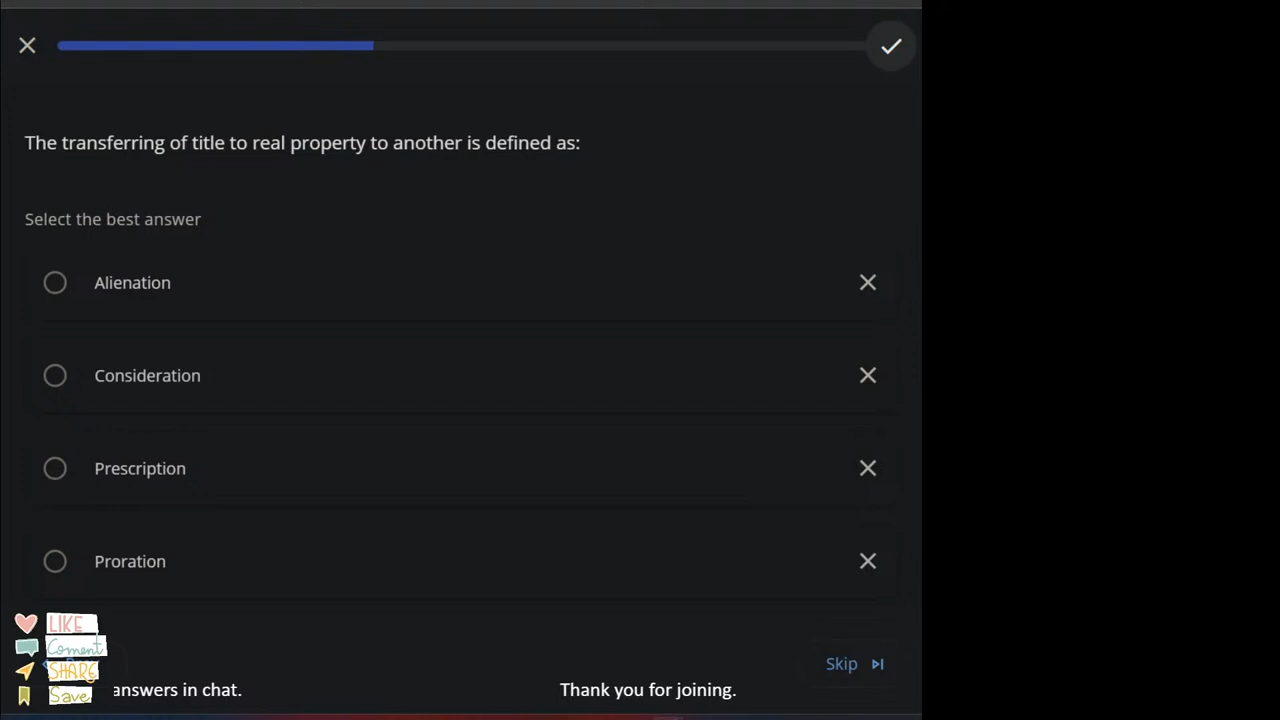 The transferring of title to real property to another is defined as:
Select the best answer
Alienation
Consideration
Prescription
Proration
LIKE
Coment
SHARE
Save
Skip
answers in chat.
Thank you for joining.